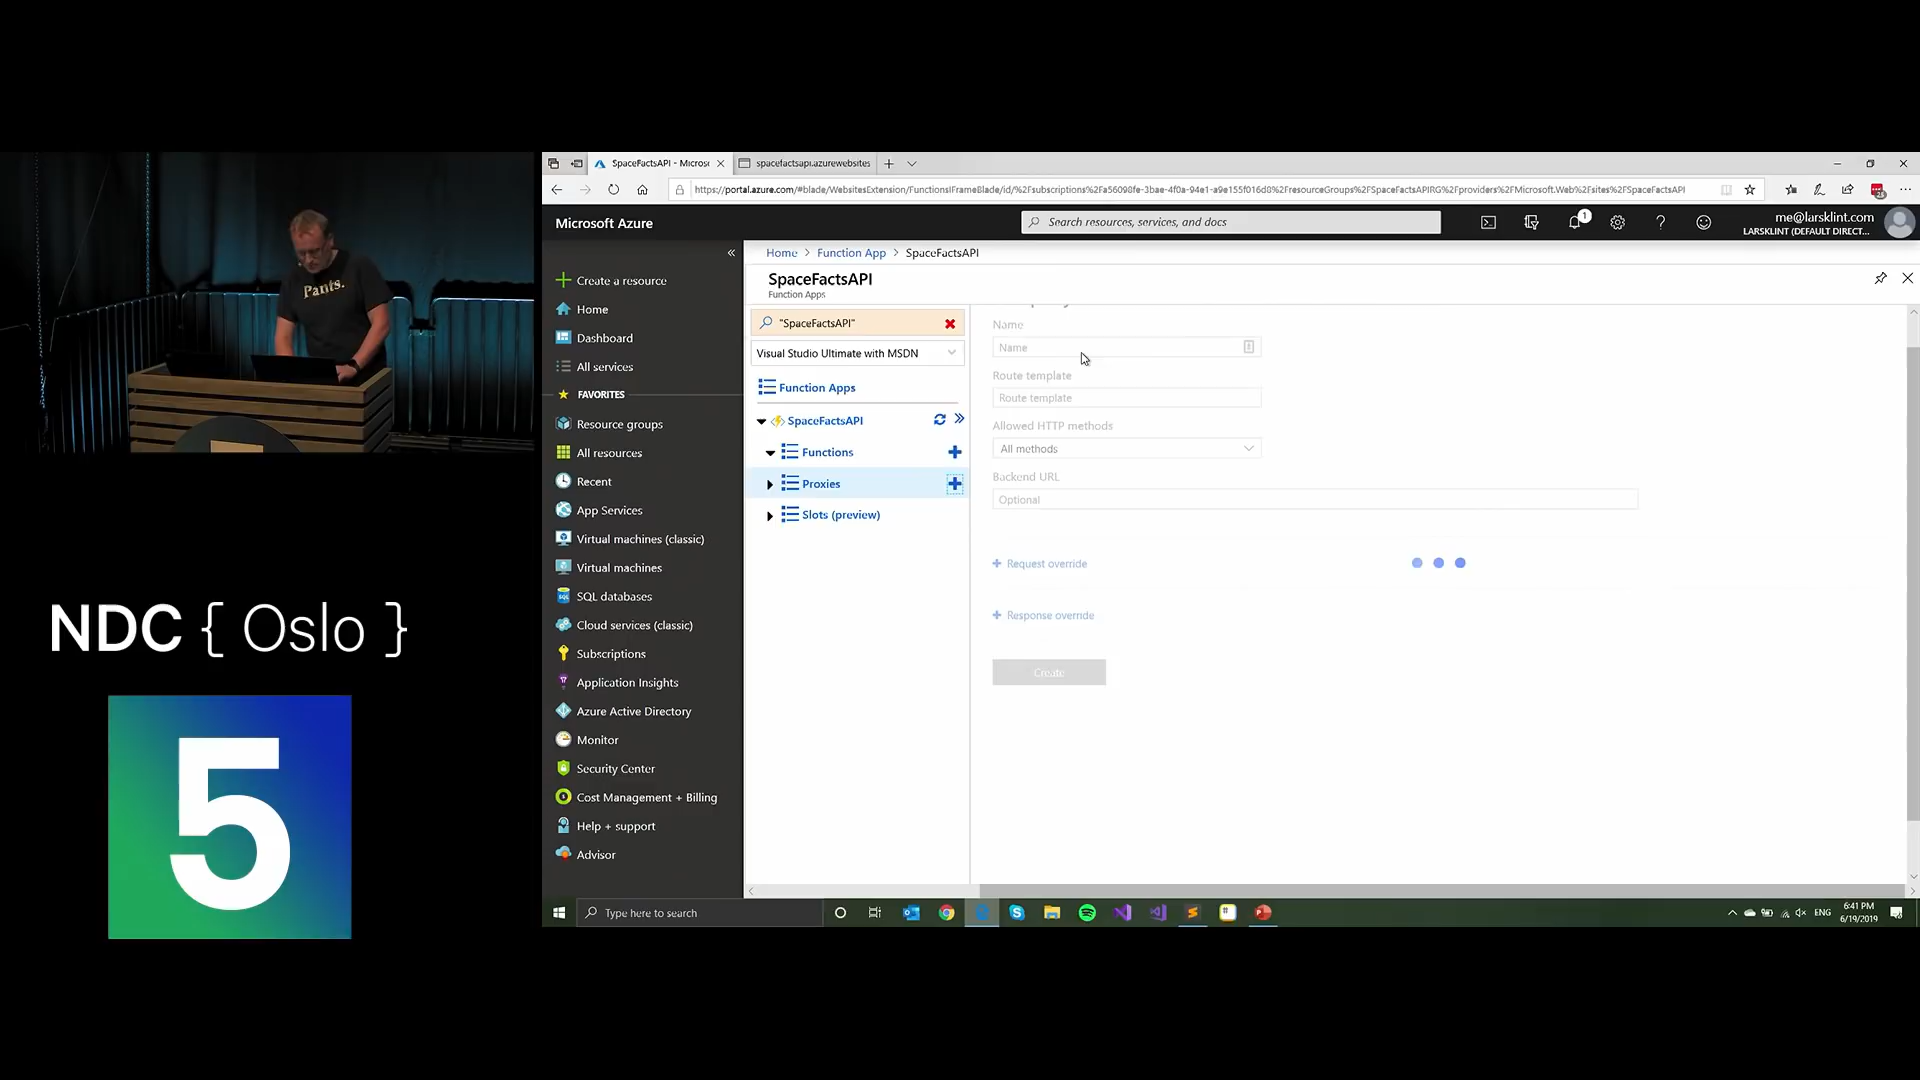 SpaceFactsAPI - Micros
spacefactsapi.azurewebsites
https://portal.azure.com/#blade/WebsitesExtension/FunctionsIFrameBlade/id/%2Fsubscriptions%2Fa56098fe-3bae-4f0a-94e1-a9e155f016d8%2FresourceGroups%2FSpaceFactsAPIRG%2Fproviders%2FMicrosoft.Web%2Fsites%2FSpaceFactsAPI
Microsoft Azure
Search resources, services, and docs
1
me@larsklint.com
LARSKLINT (DEFAULT DIRECT...
Create a resource
Home
Dashboard
All services
FAVORITES
Resource groups
All resources
Recent
App Services
Virtual machines (classic)
Virtual machines
SQL databases
Cloud services (classic)
Subscriptions
Application Insights
Azure Active Directory
Monitor
Security Center
Cost Management + Billing
Help + support
Advisor
Home > Function App > SpaceFactsAPI
SpaceFactsAPI
Function Apps
"SpaceFactsAPI"
Visual Studio Ultimate with MSDN
Function Apps
SpaceFactsAPI
Functions
Proxies
Slots (preview)
Name
Name
Route template
Route template
Allowed HTTP methods
All methods
Backend URL
Optional
Request override
Response override
Create
Type here to search
ENG
6:41 PM
6/19/2019
Pants.
NDC { Oslo }
5